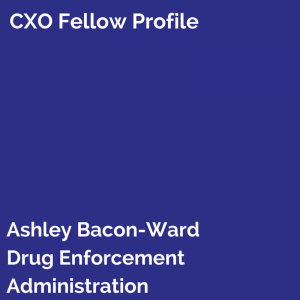 CXO Fellow Profile
Ashley Bacon-Ward
Drug Enforcement
Administration